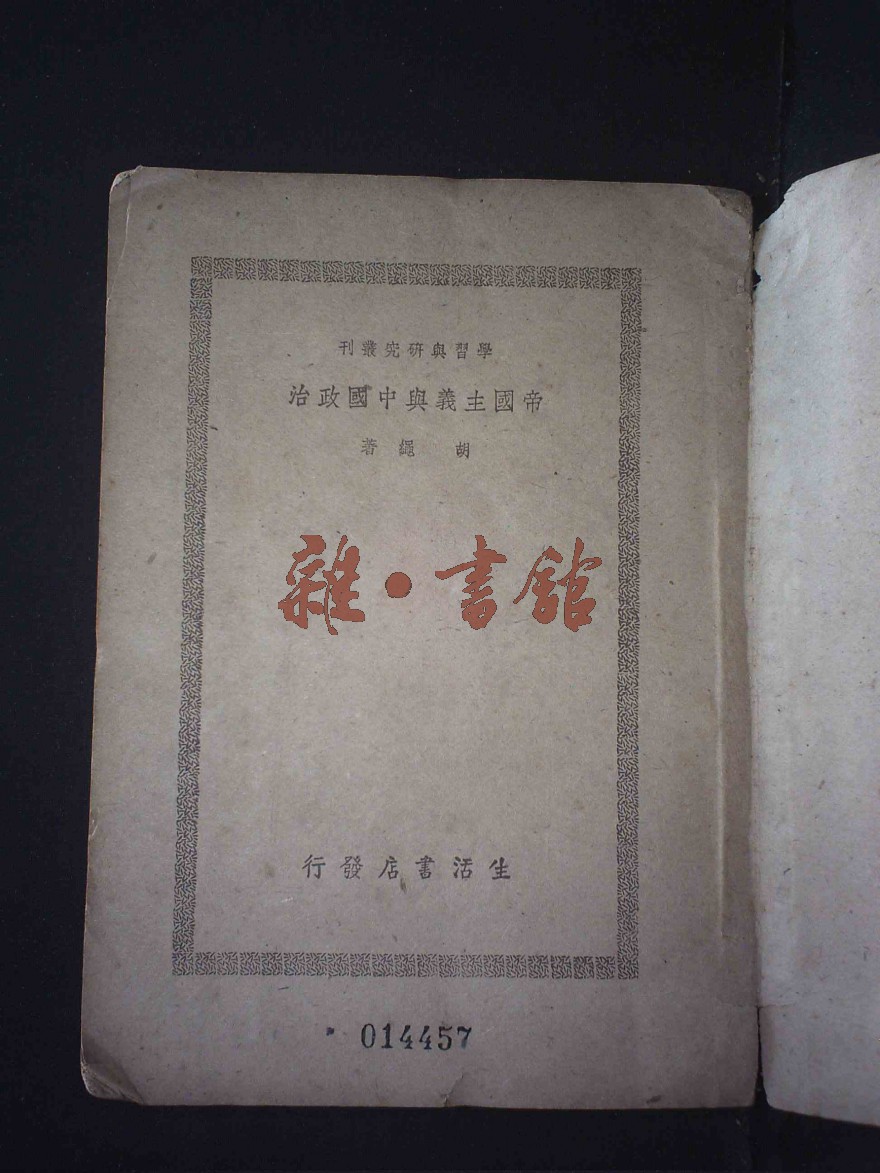 學習與研究叢刊
帝國主義與中國政治
胡繩著
雜·書館
生活書店發行
014457